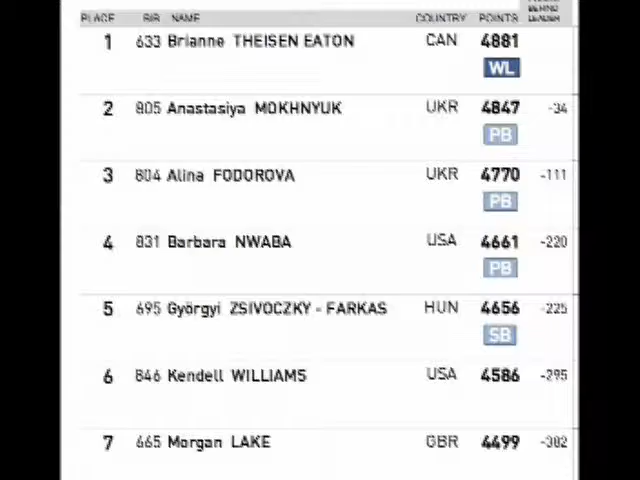 PLACE BIB NAME COUNTRY POINTS BEHIND LEADER
1 633 Brianne THEISEN EATON CAN 4881
WL
2 805 Anastasiya MOKHNYUK UKR 4847 -34
PB
3 804 Alina FODOROVA UKR 4770 -111
PB
4 831 Barbara NWABA USA 4661 -220
PB
5 695 Györgyi ZSIVOCZKY - FARKAS HUN 4656 -225
SB
6 846 Kendell WILLIAMS USA 4586 -295
7 665 Morgan LAKE GBR 4499 -382